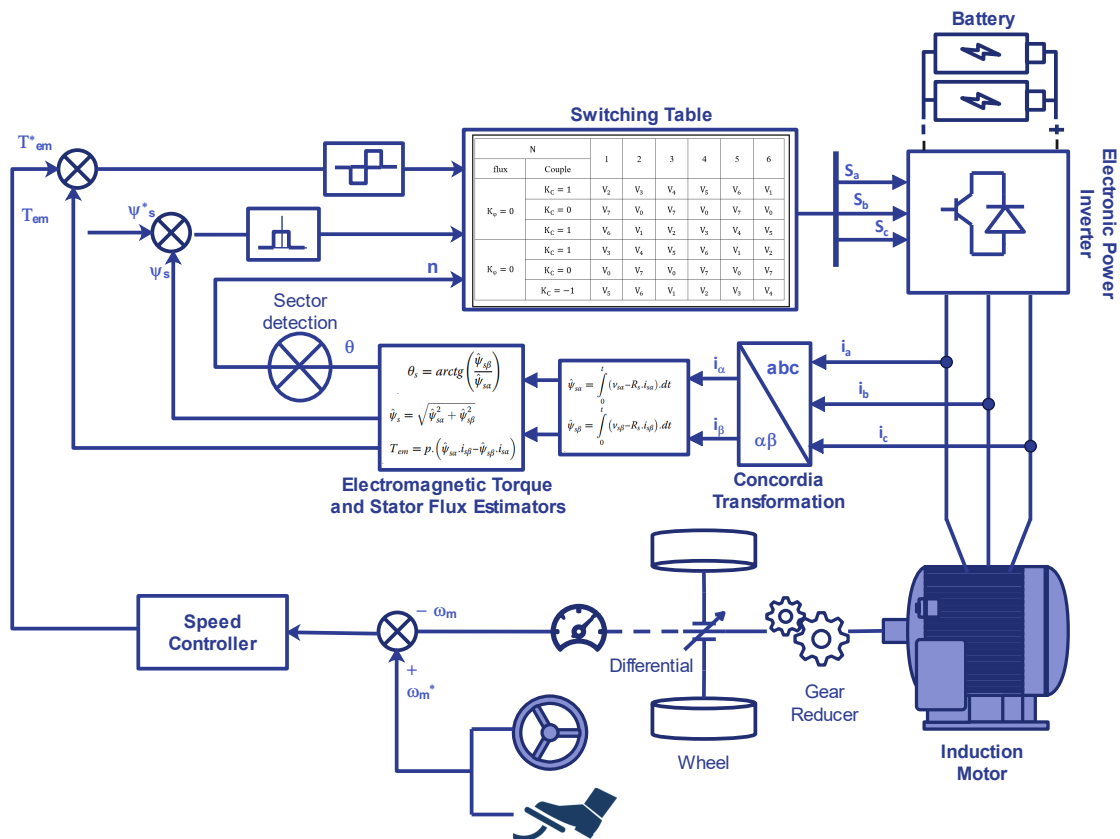 Battery
Switching Table
T*em
N 1 2 3 4 5 6
flux Couple
Kφ = 0 KC = 1 V2 V3 V4 V5 V6 V1
KC = 0 V7 V0 V7 V0 V7 V0
KC = 1 V6 V1 V2 V3 V4 V5
Kφ = 0 KC = 1 V3 V4 V5 V6 V1 V2
KC = 0 V0 V7 V0 V7 V0 V7
KC = −1 V5 V6 V1 V2 V3 V4
- +
Electronic Power
Inverter
Sa
Sb
Sc
Tem
ψ*s
ψs
n
Sector
detection
θ
θs = arctg(ψ̂sβ/ψ̂sα)
ψ̂s = √(ψ̂²sα + ψ̂²sβ)
Tem = p.(ψ̂sα.isβ−ψ̂sβ.isα)
ψ̂sα = ∫0t (vsα−Rs.isα).dt
ψ̂sβ = ∫0t (vsβ−Rs.isβ).dt
iα
iβ
abc
αβ
ia
ib
ic
Electromagnetic Torque
and Stator Flux Estimators
Concordia
Transformation
Speed
Controller
− ωm
+
ωm*
Differential
Gear
Reducer
Wheel
Induction
Motor